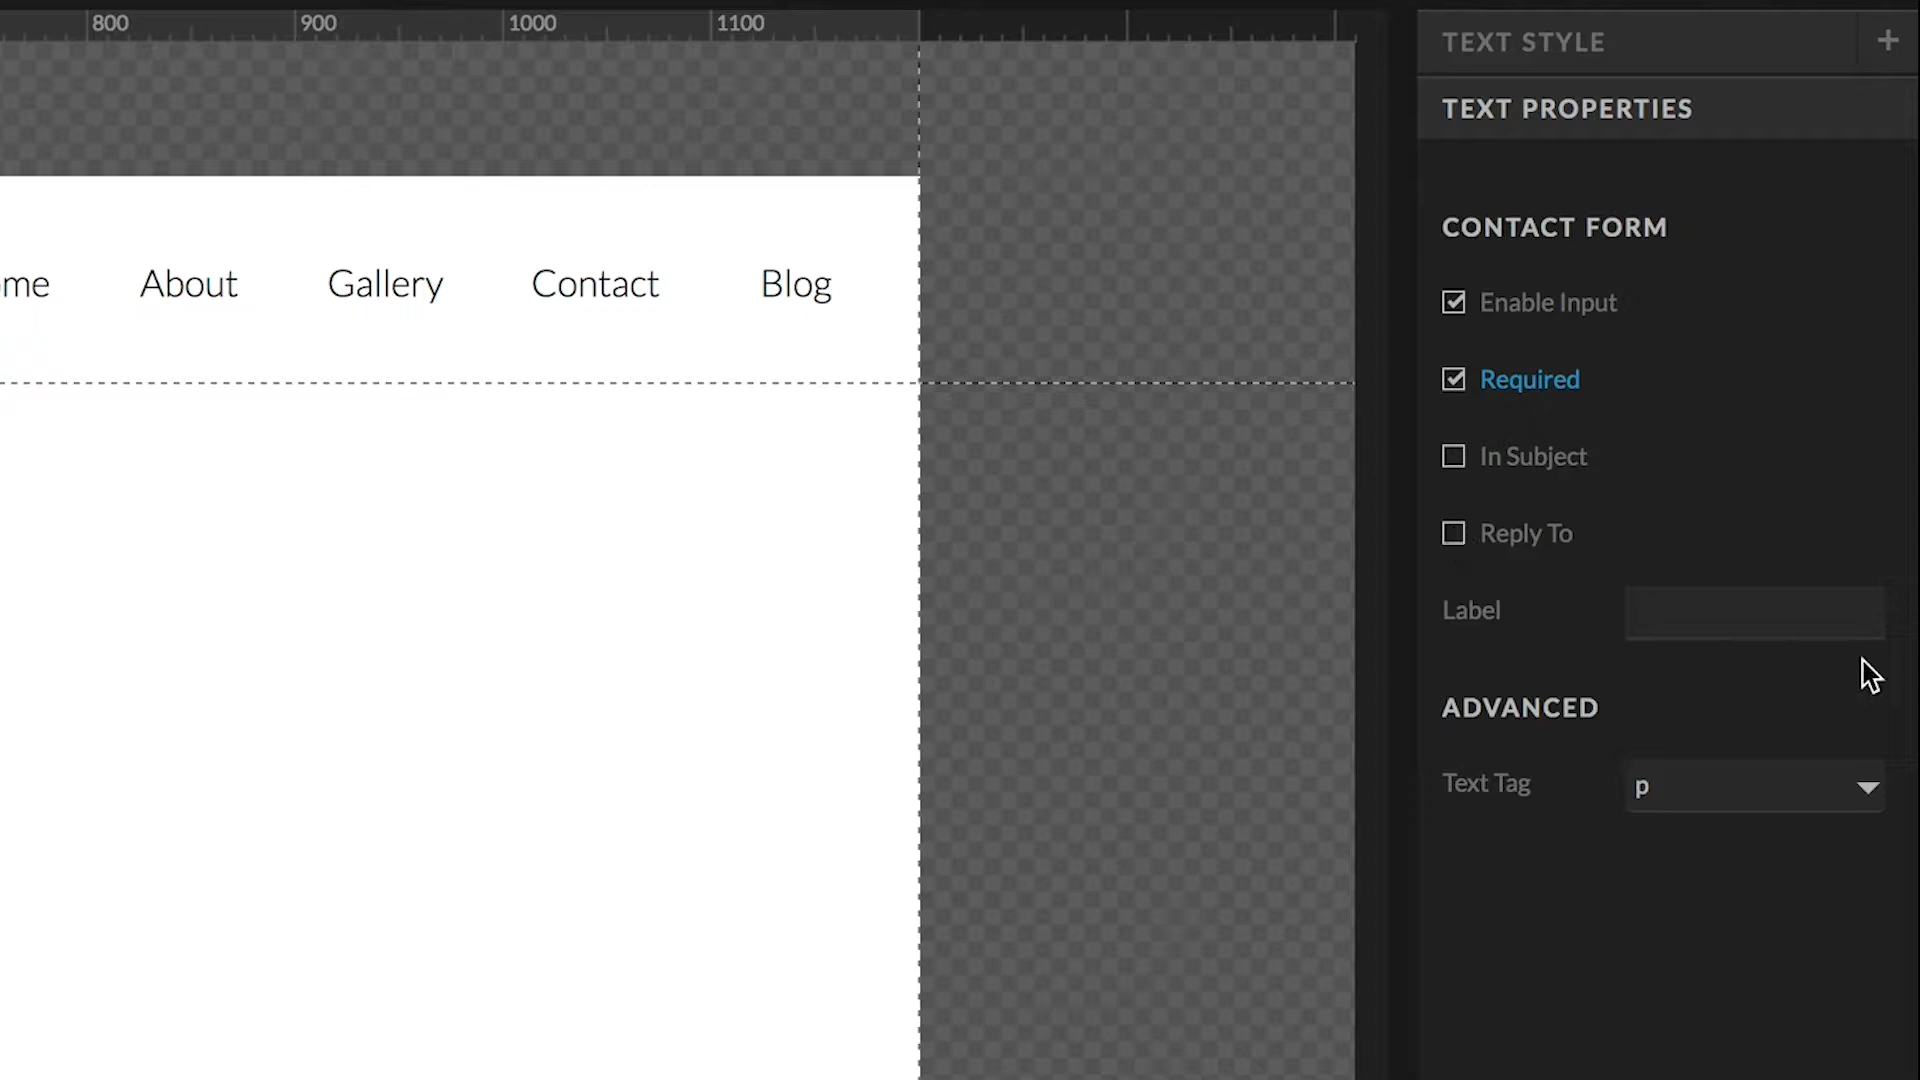 800 900 1000 1100
TEXT STYLE +
TEXT PROPERTIES
CONTACT FORM
me About Gallery Contact Blog
Enable Input
Required
In Subject
Reply To
Label
ADVANCED
Text Tag p